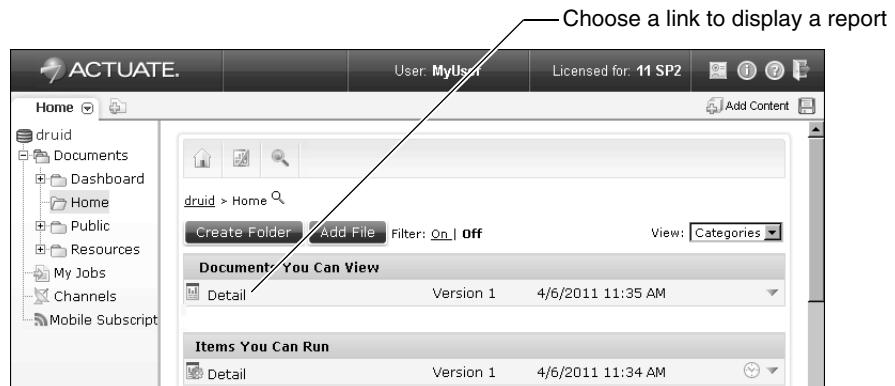 Choose a link to display a report
ACTUATE.
User: MyUser
Licensed for: 11 SP2
Home
Add Content
druid
Documents
Dashboard
Home
Public
Resources
My Jobs
Channels
Mobile Subscript
druid > Home
Create Folder
Add File
Filter: On | Off
View: Categories
Documents You Can View
Detail Version 1 4/6/2011 11:35 AM
Items You Can Run
Detail Version 1 4/6/2011 11:34 AM